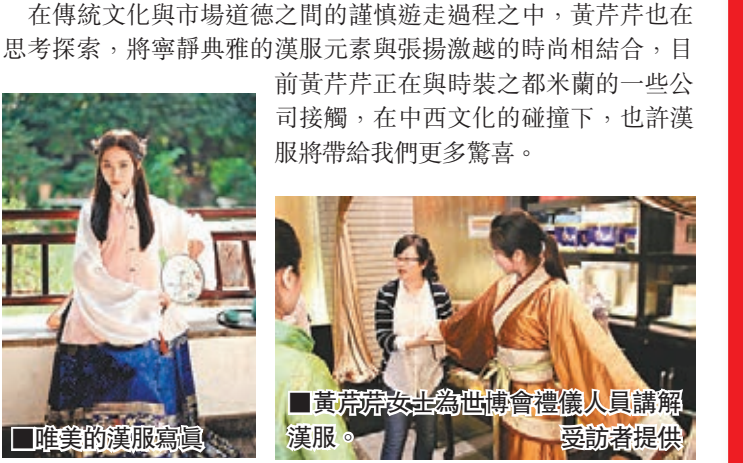 在傳統文化與市場道德之間的謹慎遊走過程之中，黃芹芹也在
思考探索，將寧靜典雅的漢服元素與張揚激越的時尚相結合，目
前黃芹芹正在與時裝之都米蘭的一些公
司接觸，在中西文化的碰撞下，也許漢
服將帶給我們更多驚喜。
■唯美的漢服寫真
■黃芹芹女士為世博會禮儀人員講解
漢服。 受訪者提供